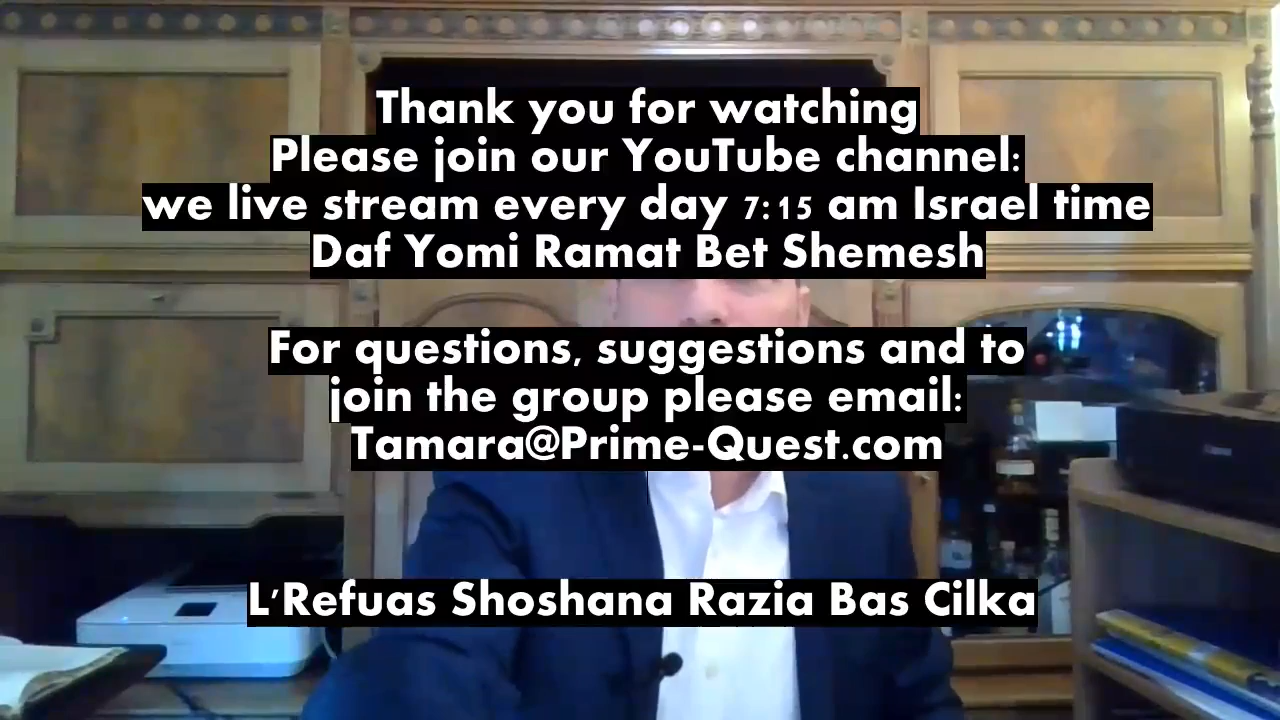 Thank you for watching
Please join our YouTube channel:
we live stream every day 7:15 am Israel time
Daf Yomi Ramat Bet Shemesh
For questions, suggestions and to
join the group please email:
Tamara@Prime-Quest.com
L'Refuas Shoshana Razia Bas Cilka